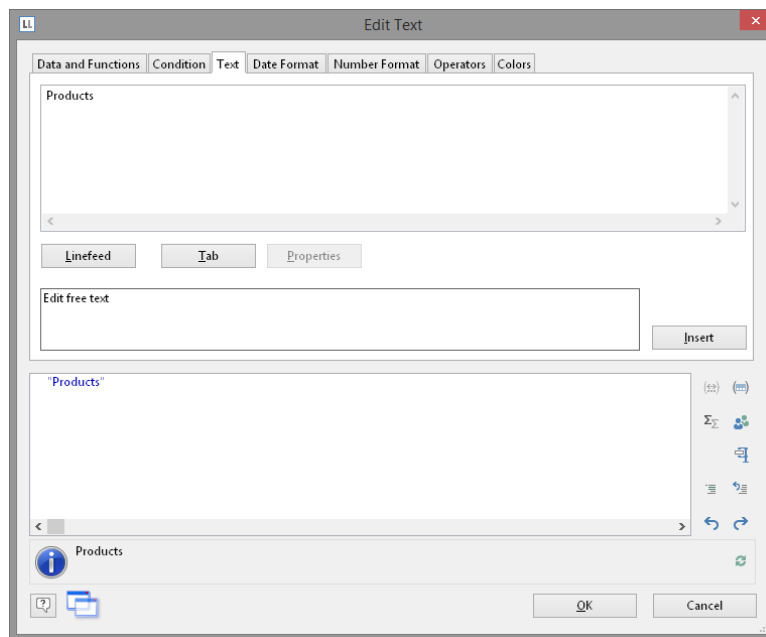 LL
Edit Text
Data and Functions Condition Text Date Format Number Format Operators Colors
Products
Linefeed Tab Properties
Edit free text
Insert
"Products"
Products
OK Cancel